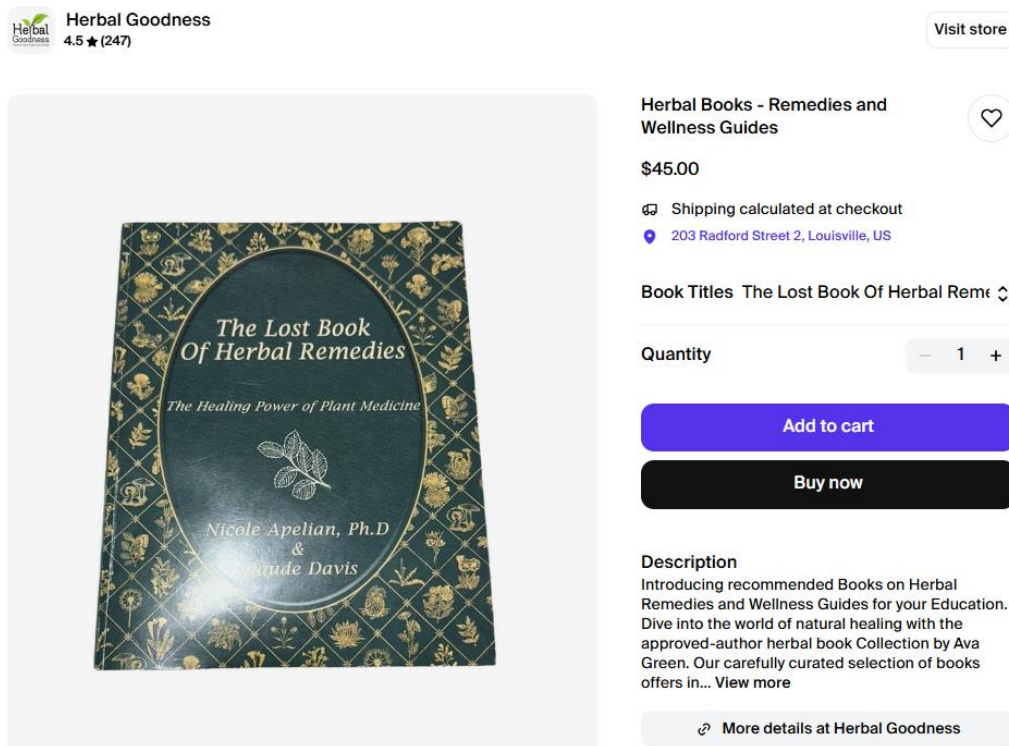 Herbal
Goodness
Herbal Goodness
4.5 ★ (247)
Visit store
The Lost Book
Of Herbal Remedies
The Healing Power of Plant Medicine
Nicole Apelian, Ph.D
&
Davis
Herbal Books - Remedies and
Wellness Guides
$45.00
Shipping calculated at checkout
203 Radford Street 2, Louisville, US
Book Titles The Lost Book Of Herbal Reme
Quantity
− 1 +
Add to cart
Buy now
Description
Introducing recommended Books on Herbal
Remedies and Wellness Guides for your Education.
Dive into the world of natural healing with the
approved-author herbal book Collection by Ava
Green. Our carefully curated selection of books
offers in... View more
More details at Herbal Goodness